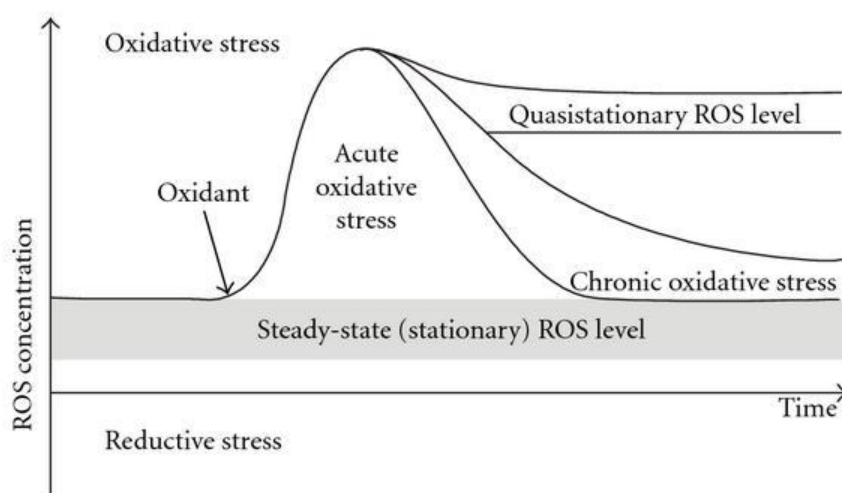 Oxidative stress
Quasistationary ROS level
Acute
oxidative
stress
Oxidant
ROS concentration
Chronic oxidative stress
Steady-state (stationary) ROS level
Time
Reductive stress